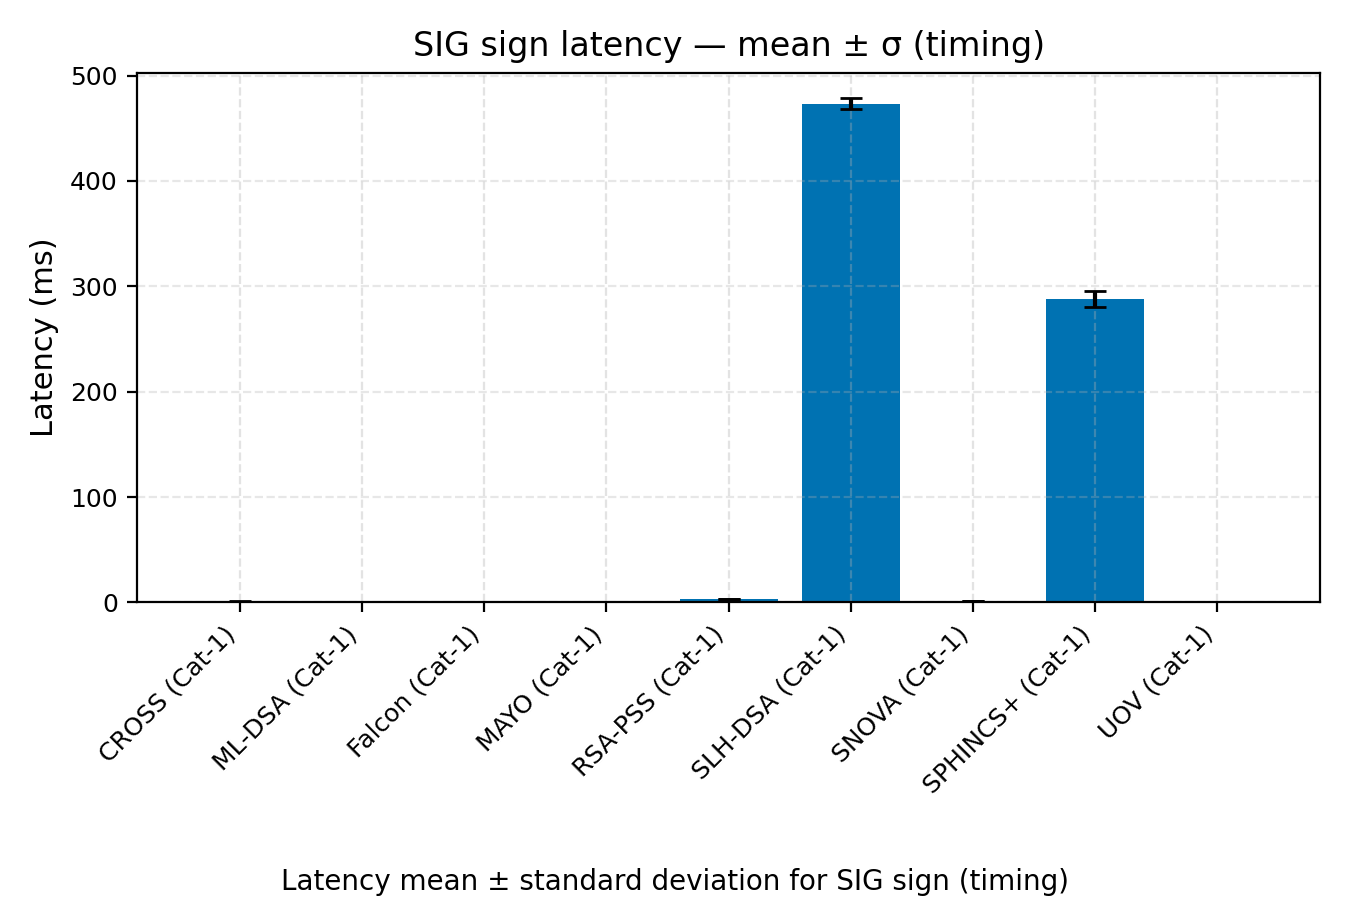 SIG sign latency — mean ± σ (timing)
Latency (ms)
500
400
300
200
100
0
CROSS (Cat-1)
ML-DSA (Cat-1)
Falcon (Cat-1)
MAYO (Cat-1)
RSA-PSS (Cat-1)
SLH-DSA (Cat-1)
SNOVA (Cat-1)
SPHINCS+ (Cat-1)
UOV (Cat-1)
Latency mean ± standard deviation for SIG sign (timing)